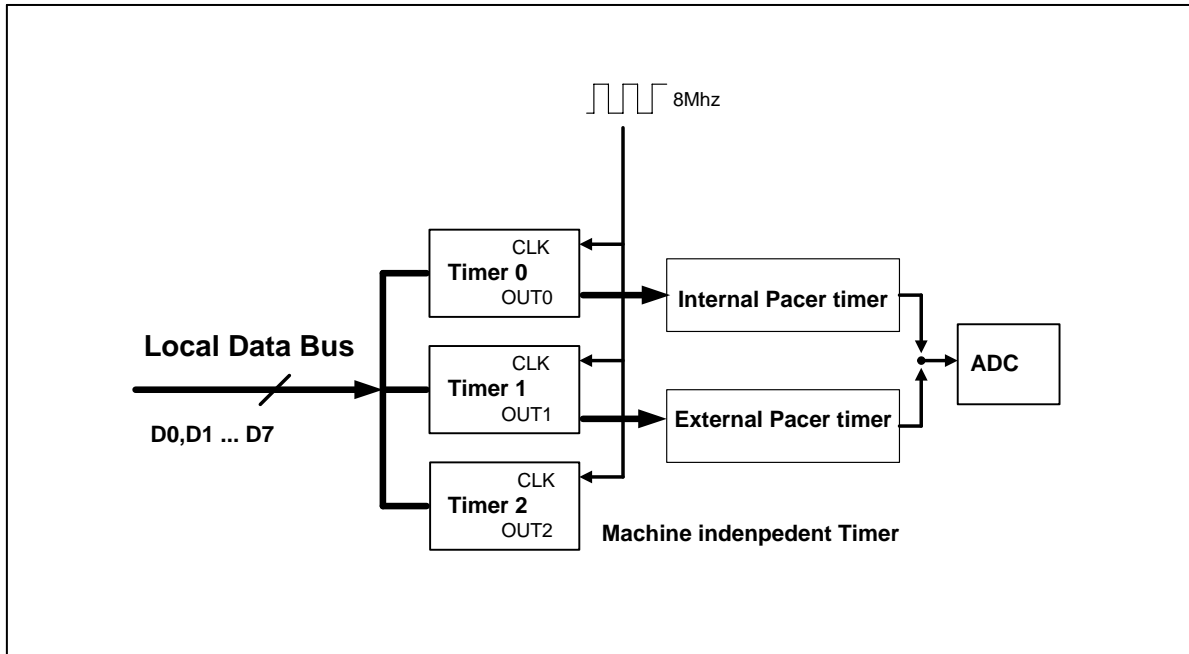 8Mhz
CLK
Timer 0
OUT0
Internal Pacer timer
Local Data Bus
D0,D1 ... D7
CLK
Timer 1
OUT1
External Pacer timer
ADC
CLK
Timer 2
OUT2
Machine indenpedent Timer